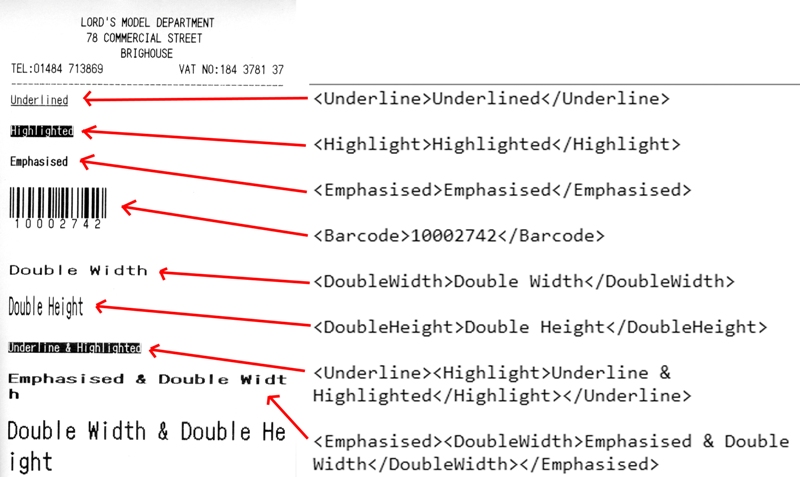 LORD'S MODEL DEPARTMENT
78 COMMERCIAL STREET
BRIGHOUSE
TEL:01484 713869 VAT NO:184 3781 37
Underlined
<Underline>Underlined</Underline>
Highlighted
<Highlight>Highlighted</Highlight>
Emphasised
<Emphasised>Emphasised</Emphasised>
10002742
<Barcode>10002742</Barcode>
Double Width
<DoubleWidth>Double Width</DoubleWidth>
Double Height
<DoubleHeight>Double Height</DoubleHeight>
Underline & Highlighted
<Underline><Highlight>Underline &
Highlighted</Highlight></Underline>
Emphasised & Double Widt
h
<Emphasised><DoubleWidth>Emphasised & Double
Width</DoubleWidth></Emphasised>
Double Width & Double He
ight